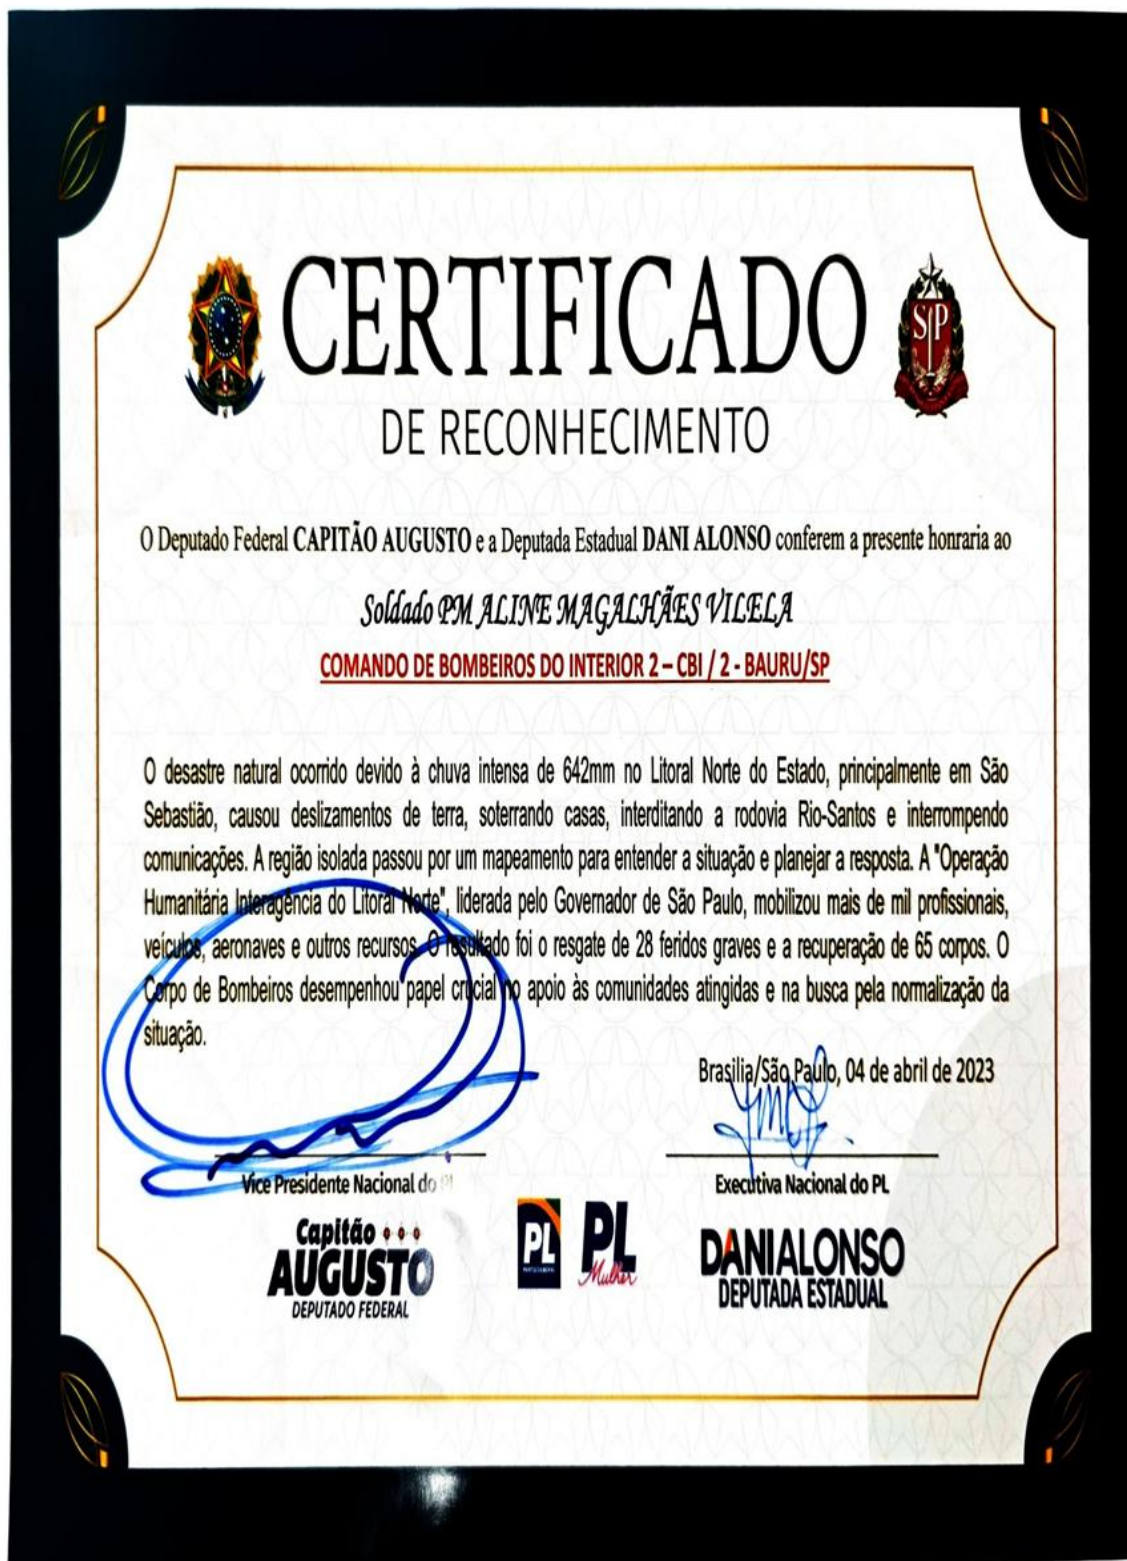 CERTIFICADO
DE RECONHECIMENTO
O Deputado Federal CAPITÃO AUGUSTO e a Deputada Estadual DANI ALONSO conferem a presente honraria ao
Soldado PM ALINE MAGALHÃES VILELA
COMANDO DE BOMBEIROS DO INTERIOR 2 – CBI / 2 - BAURU/SP
O desastre natural ocorrido devido à chuva intensa de 642mm no Litoral Norte do Estado, principalmente em São
Sebastião, causou deslizamentos de terra, soterrando casas, interditando a rodovia Rio-Santos e interrompendo
comunicações. A região isolada passou por um mapeamento para entender a situação e planejar a resposta. A "Operação
Humanitária Interagência do Litoral Norte", liderada pelo Governador de São Paulo, mobilizou mais de mil profissionais,
veículos, aeronaves e outros recursos. O resultado foi o resgate de 28 feridos graves e a recuperação de 65 corpos. O
Corpo de Bombeiros desempenhou papel crucial no apoio às comunidades atingidas e na busca pela normalização da
situação.
Brasilia/São Paulo, 04 de abril de 2023
Vice Presidente Nacional do PL
Executiva Nacional do PL
Capitão
AUGUSTO
DEPUTADO FEDERAL
PL
PL
Mulher
DANIALONSO
DEPUTADA ESTADUAL
SP